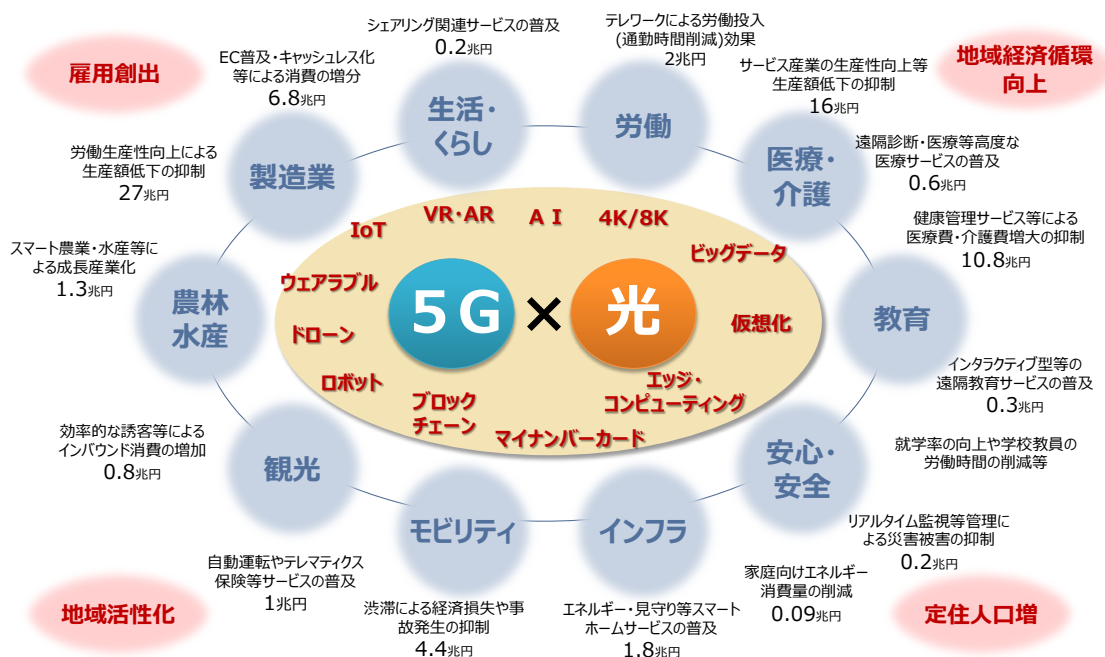 シェアリング関連サービスの普及
0.2兆円
テレワークによる労働投入
(通勤時間削減)効果
2兆円
雇用創出
EC普及・キャッシュレス化
等による消費の増分
6.8兆円
サービス産業の生産性向上等
生産額低下の抑制
16兆円
地域経済循環
向上
生活・
くらし
労働
労働生産性向上による
生産額低下の抑制
27兆円
製造業
医療・
介護
遠隔診断・医療等高度な
医療サービスの普及
0.6兆円
健康管理サービス等による
医療費・介護費増大の抑制
10.8兆円
スマート農業・水産等に
よる成長産業化
1.3兆円
農林
水産
教育
IoT
VR・AR
AI
4K/8K
ビッグデータ
ウェアラブル
5G
×
光
仮想化
ドローン
ロボット
ブロック
チェーン
マイナンバーカード
エッジ・
コンピューティング
インタラクティブ型等の
遠隔教育サービスの普及
0.3兆円
就学率の向上や学校教員の
労働時間の削減等
効率的な誘客等による
インバウンド消費の増加
0.8兆円
観光
安心・
安全
モビリティ
インフラ
リアルタイム監視等管理に
よる災害被害の抑制
0.2兆円
自動運転やテレマティクス
保険等サービスの普及
1兆円
家庭向けエネルギー
消費量の削減
0.09兆円
地域活性化
渋滞による経済損失や事
故発生の抑制
4.4兆円
エネルギー・見守り等スマート
ホームサービスの普及
1.8兆円
定住人口増